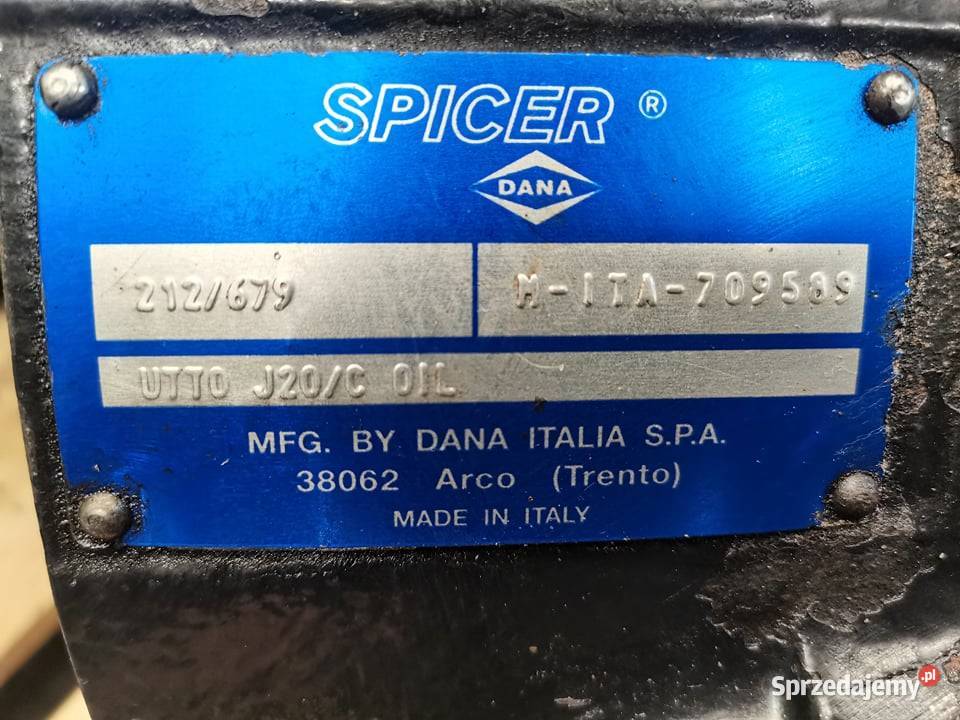 SPICER ®
DANA
212/679 M-ITA-709589
UTTO J20/C OIL
MFG. BY DANA ITALIA S.P.A.
38062 Arco (Trento)
MADE IN ITALY
Sprzedajemy.pl